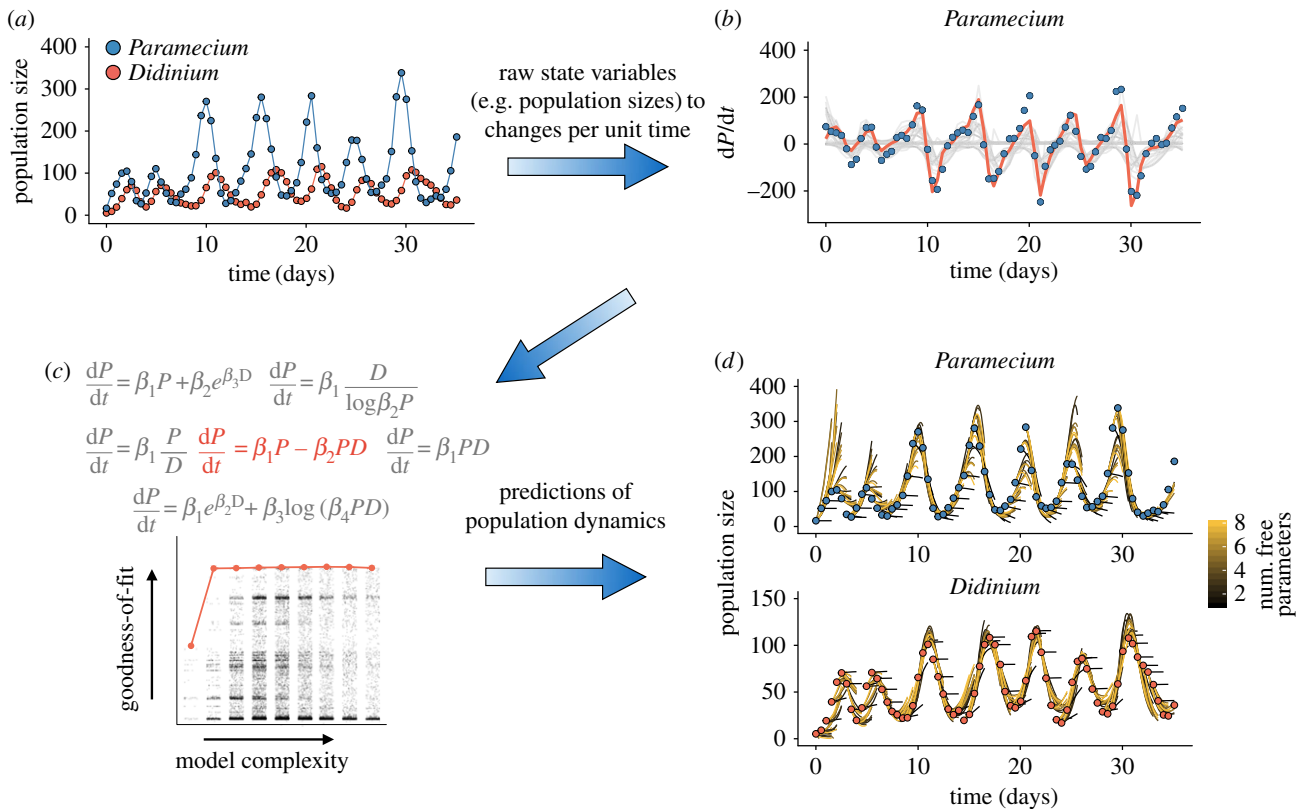 (a)
400
300
200
100
0
population size
Paramecium
Didinium
0 10 20 30
time (days)
raw state variables
(e.g. population sizes) to
changes per unit time
(b) Paramecium
400
200
0
−200
dP/dt
0 10 20 30
time (days)
(c)
dP/dt = β₁P + β₂e^β₃D dP/dt = β₁ D/logβ₂P
dP/dt = β₁ P/D dP/dt = β₁P − β₂PD dP/dt = β₁PD
dP/dt = β₁e^β₂D + β₃log (β₄PD)
goodness-of-fit
model complexity
predictions of
population dynamics
(d) Paramecium
400
300
200
100
0
0 10 20 30
population size
Didinium
150
100
50
0
0 10 20 30
time (days)
8
6
4
2
num. free
parameters